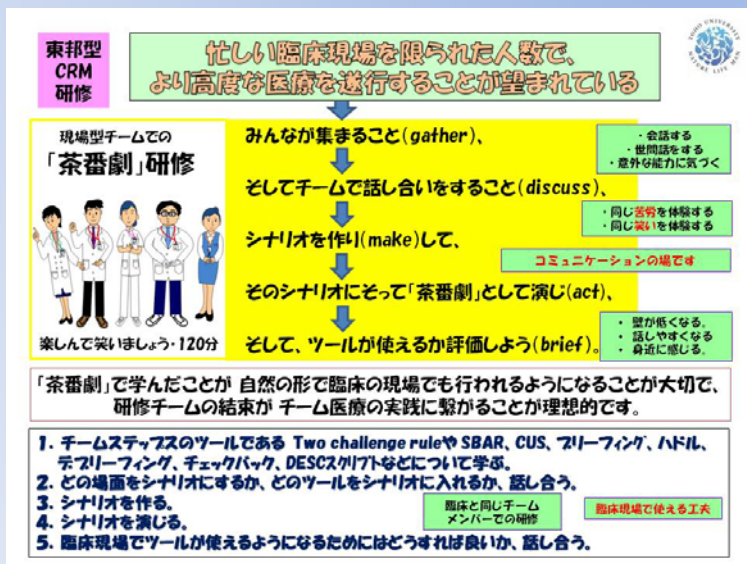 東邦型
CRM
研修
忙しい臨床現場を限られた人数で、
より高度な医療を遂行することが望まれている
TOHO UNIVERSITY
NATURE LIFE MAN
現場型チームでの
「茶番劇」研修
楽しんで笑いましょう・120分
みんなが集まること(gather)、
そしてチームで話し合いをすること(discuss)、
シナリオを作り(make)して、
そのシナリオにそって「茶番劇」として演じ(act)、
そして、ツールが使えるか評価しよう(brief)。
・会話する
・世間話をする
・意外な能力に気づく
・同じ苦労を体験する
・同じ笑いを体験する
コミュニケーションの場です
• 壁が低くなる。
• 話しやすくなる
• 身近に感じる。
「茶番劇」で学んだことが 自然の形で臨床の現場でも行われるようになることが大切で、
研修チームの結束が チーム医療の実践に繋がることが理想的です。
1. チームステップスのツールである Two challenge ruleや SBAR、CUS、ブリーフィング、ハドル、
デブリーフィング、チェックバック、DESCスクリプトなどについて学ぶ。
2. どの場面をシナリオにするか、どのツールをシナリオに入れるか、話し合う。
3. シナリオを作る。
4. シナリオを演じる。
5. 臨床現場でツールが使えるようになるためにはどうすれば良いか、話し合う。
臨床と同じチーム
メンバーでの研修
臨床現場で使える工夫